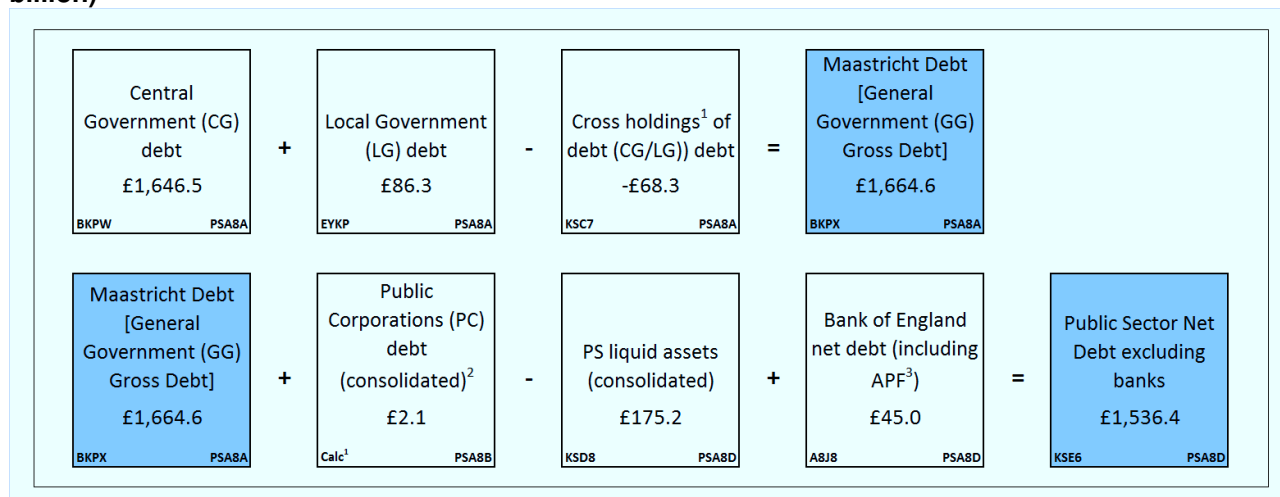 billion)
Central
Government (CG)
debt
£1,646.5
BKPW PSA8A
+
Local Government
(LG) debt
£86.3
EYKP PSA8A
-
Cross holdings¹ of
debt (CG/LG)) debt
-£68.3
KSC7 PSA8A
=
Maastricht Debt
[General
Government (GG)
Gross Debt]
£1,664.6
BKPX PSA8A
Maastricht Debt
[General
Government (GG)
Gross Debt]
£1,664.6
BKPX PSA8A
+
Public
Corporations (PC)
debt
(consolidated)²
£2.1
Calc¹ PSA8B
-
PS liquid assets
(consolidated)
£175.2
KSD8 PSA8D
+
Bank of England
net debt (including
APF³)
£45.0
A8J8 PSA8D
=
Public Sector Net
Debt excluding
banks
£1,536.4
KSE6 PSA8D